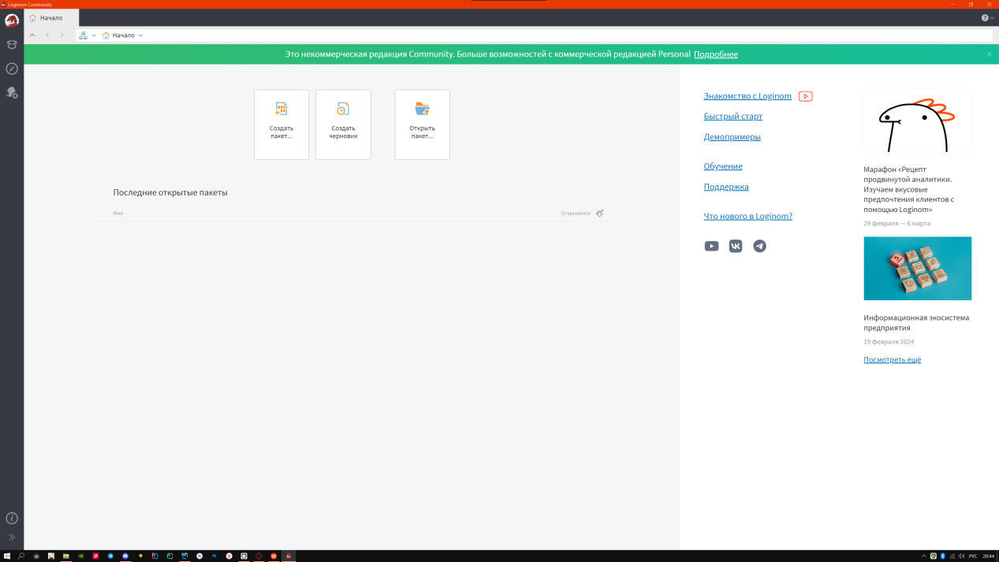 Loginom Community
Начало
Начало
Это некоммерческая редакция Community. Больше возможностей с коммерческой редакцией Personal Подробнее
Создать
пакет...
Создать
черновик
Открыть
пакет...
Последние открытые пакеты
Имя
Открывался
Знакомство с Loginom
Быстрый старт
Демопримеры
Обучение
Поддержка
Что нового в Loginom?
Марафон «Рецепт
продвинутой аналитики.
Изучаем вкусовые
предпочтения клиентов с
помощью Loginom»
29 февраля — 6 марта
Информационная экосистема
предприятия
19 февраля 2024
Посмотреть ещё
РУС
20:44